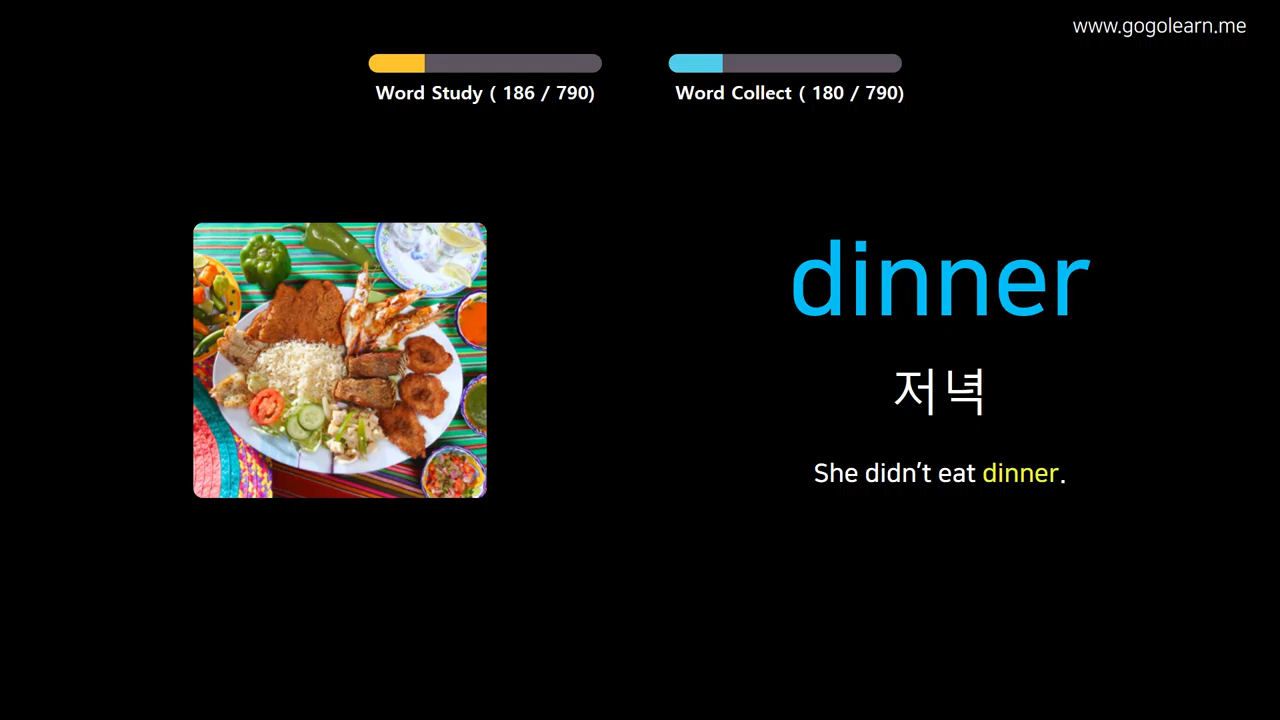 www.gogolearn.me
Word Study ( 186 / 790)
Word Collect ( 180 / 790)
dinner
저녁
She didn't eat dinner.